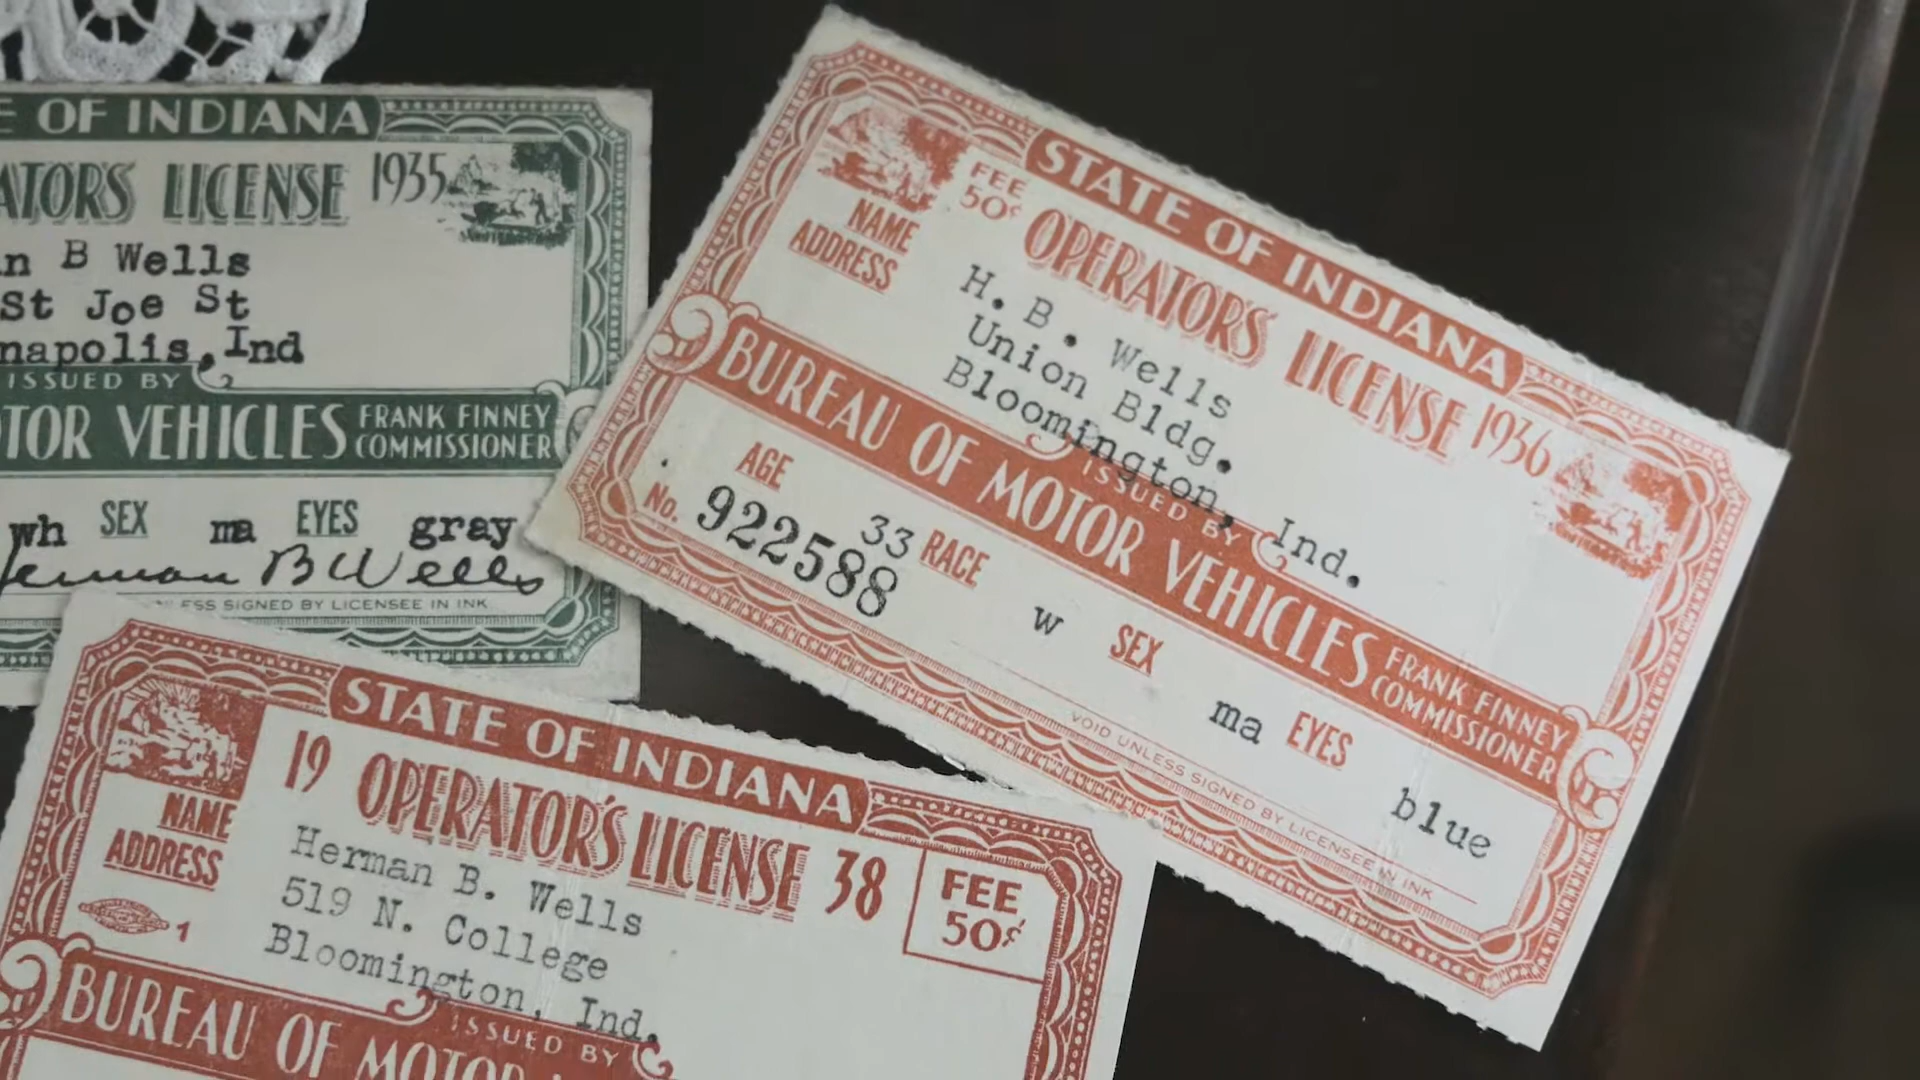 E OF INDIANA
ATORS LICENSE 1935
n B Wells
St Joe St
napolis, Ind
ISSUED BY
TOR VEHICLES FRANK FINNEY COMMISSIONER
wh SEX ma EYES gray
Herman B Wells
LESS SIGNED BY LICENSEE IN INK
STATE OF INDIANA
FEE 50¢ OPERATOR'S LICENSE 1936
NAME H. B. Wells
ADDRESS Union Bldg.
Bloomington, Ind.
ISSUED BY
BUREAU OF MOTOR VEHICLES FRANK FINNEY COMMISSIONER
AGE 33 RACE w SEX ma EYES blue
No. 922588
VOID UNLESS SIGNED BY LICENSEE IN INK
STATE OF INDIANA
19 OPERATOR'S LICENSE 38
NAME Herman B. Wells
ADDRESS 519 N. College
Bloomington, Ind.
FEE 50¢
1
ISSUED BY
BUREAU OF MOTOR